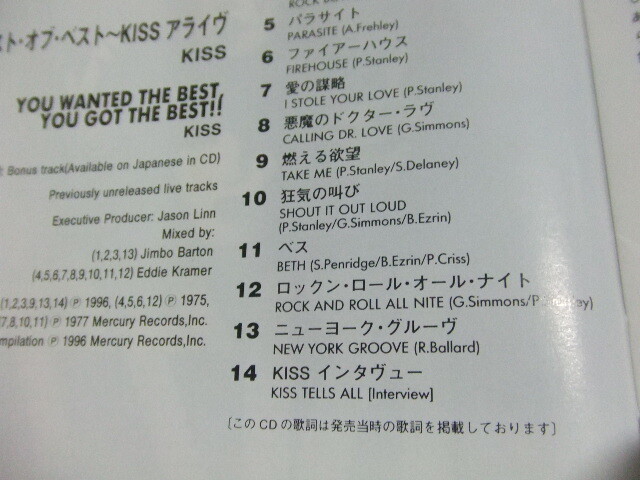 スト・オブ・ベスト〜KISS アライヴ
KISS
YOU WANTED THE BEST,
YOU GOT THE BEST!!
KISS
: Bonus track(Available on Japanese in CD)
Previously unreleased live tracks
Executive Producer: Jason Linn
Mixed by:
(1,2,3,13) Jimbo Barton
(4,5,6,7,8,9,10,11,12) Eddie Kramer
(1,2,3,9,13,14) Ⓟ 1996, (4,5,6,12) Ⓟ 1975,
(7,8,10,11) Ⓟ 1977 Mercury Records,Inc.
ompilation Ⓟ 1996 Mercury Records,Inc.
5 パラサイト
PARASITE (A.Frehley)
6 ファイアーハウス
FIREHOUSE (P.Stanley)
7 愛の謀略
I STOLE YOUR LOVE (P.Stanley)
8 悪魔のドクター・ラヴ
CALLING DR. LOVE (G.Simmons)
9 燃える欲望
TAKE ME (P.Stanley/S.Delaney)
10 狂気の叫び
SHOUT IT OUT LOUD
(P.Stanley/G.Simmons/B.Ezrin)
11 ベス
BETH (S.Penridge/B.Ezrin/P.Criss)
12 ロックン・ロール・オール・ナイト
ROCK AND ROLL ALL NITE (G.Simmons/P.Stanley)
13 ニューヨーク・グルーヴ
NEW YORK GROOVE (R.Ballard)
14 KISS インタヴュー
KISS TELLS ALL [Interview]
[このCDの歌詞は発売当時の歌詞を掲載しております]